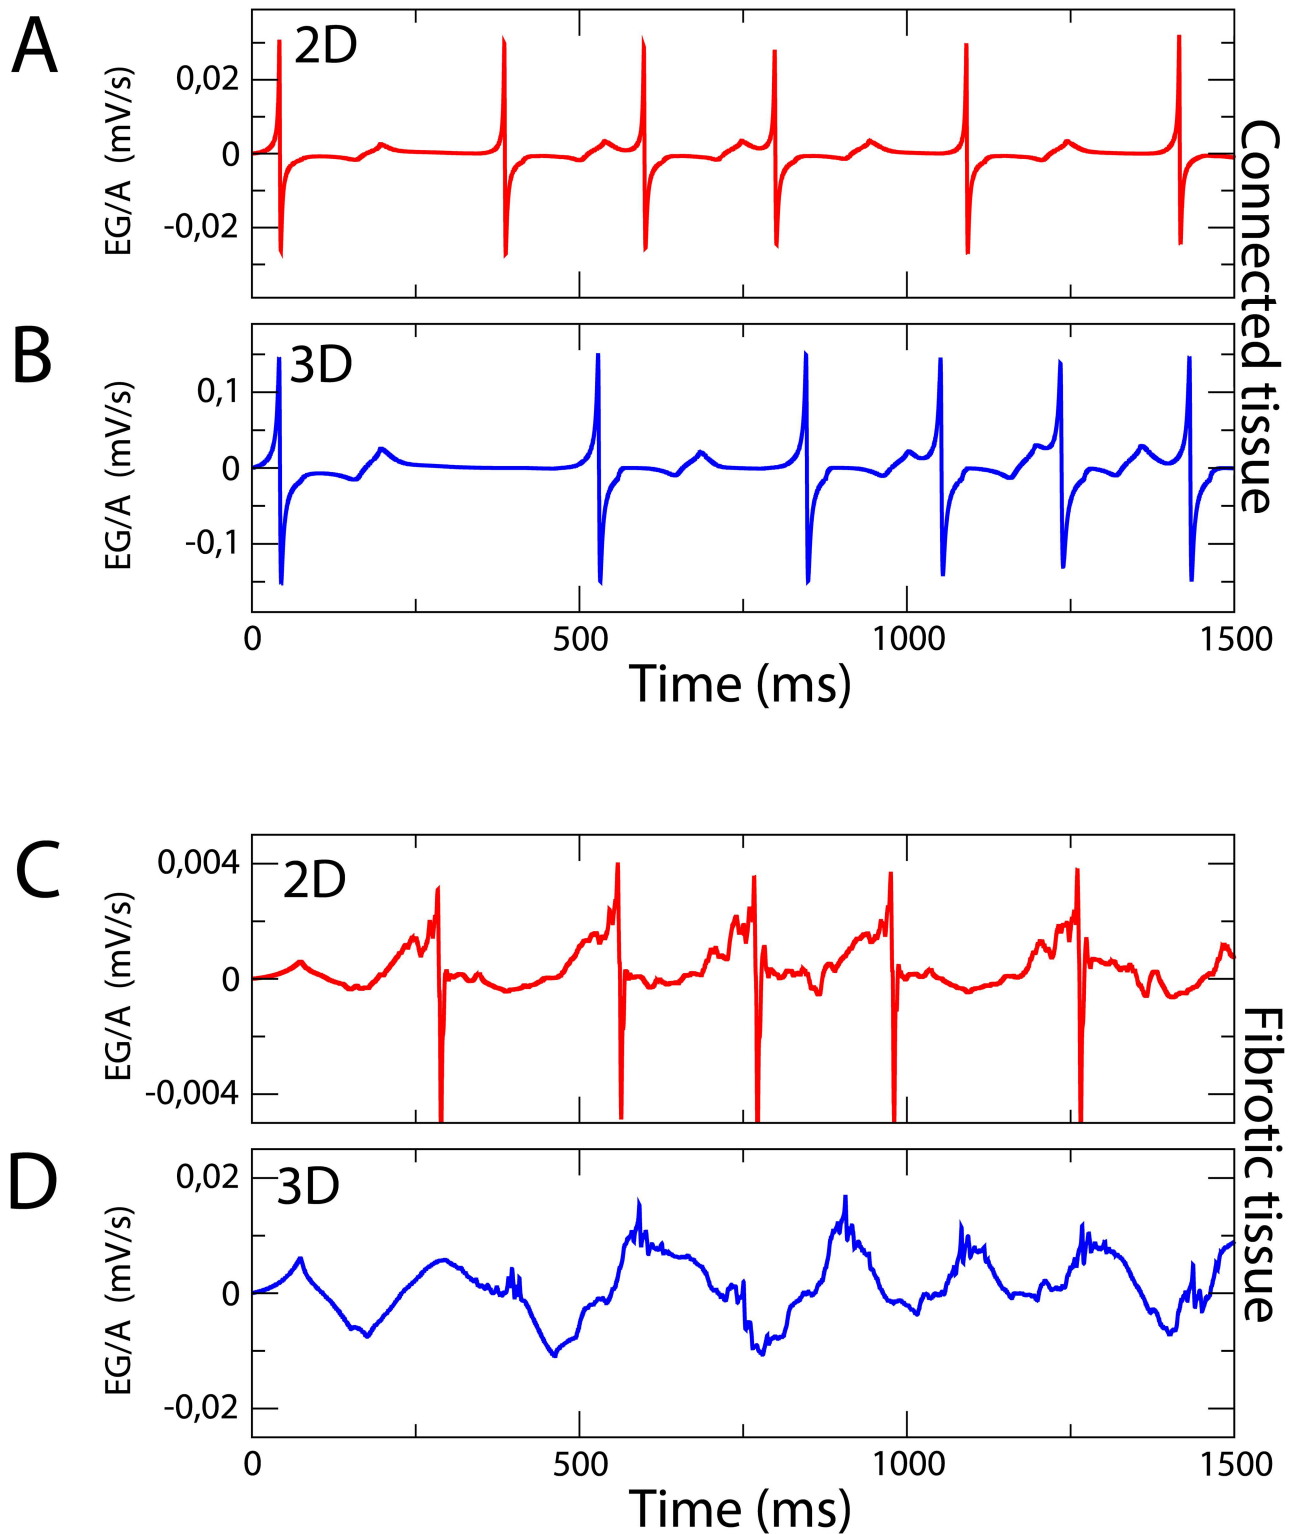 A
2D
EG/A (mV/s)
0,02
0
-0,02
Connected tissue
B
3D
EG/A (mV/s)
0,1
0
-0,1
0 500 1000 1500
Time (ms)
C
2D
EG/A (mV/s)
0,004
0
-0,004
Fibrotic tissue
D
3D
EG/A (mV/s)
0,02
0
-0,02
0 500 1000 1500
Time (ms)